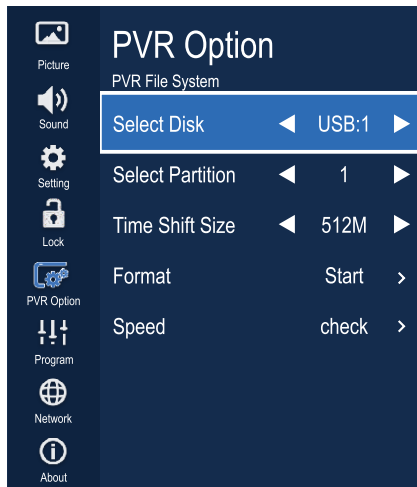 Picture
Sound
Setting
Lock
PVR Option
Program
Network
About
PVR Option
PVR File System
Select Disk USB:1
Select Partition 1
Time Shift Size 512M
Format Start
Speed check